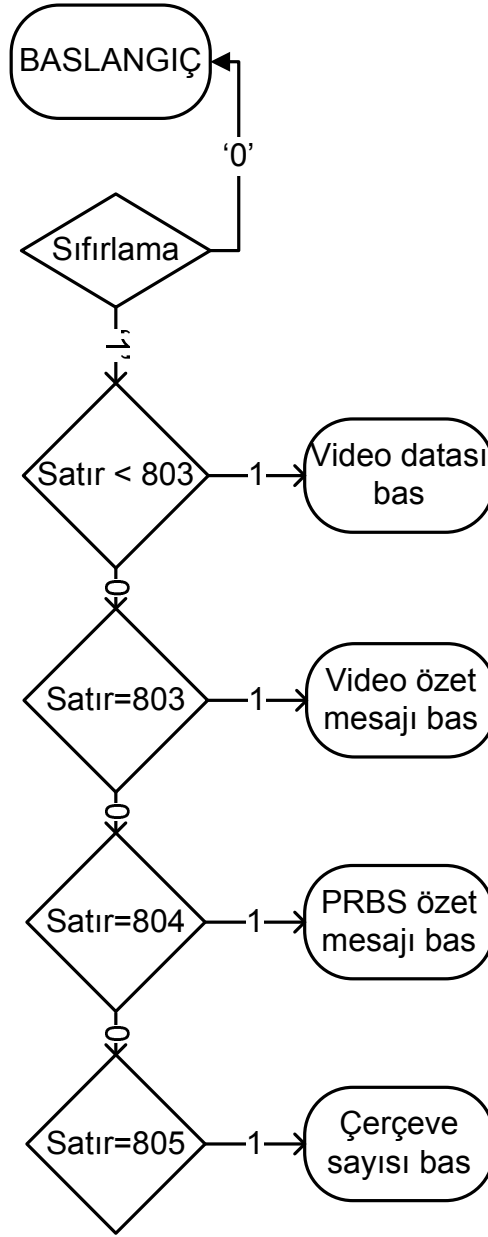 BASLANGIÇ
‘0’
Sıfırlama
‘1’
Satır < 803
1
Video datası
bas
0
Satır=803
1
Video özet
mesajı bas
0
Satır=804
1
PRBS özet
mesajı bas
0
Satır=805
1
Çerçeve
sayısı bas